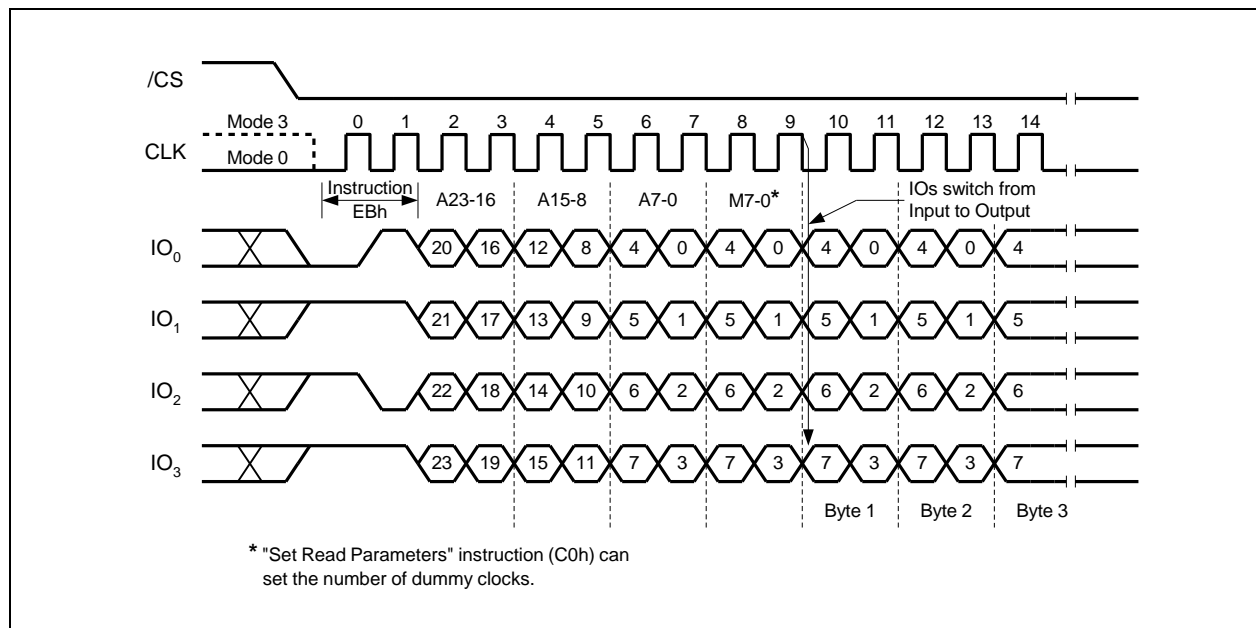 /CS
Mode 3 0 1 2 3 4 5 6 7 8 9 10 11 12 13 14
CLK Mode 0
Instruction A23-16 A15-8 A7-0 M7-0* IOs switch from
EBh Input to Output
IO0 20 16 12 8 4 0 4 0 4 0 4 0 4
IO1 21 17 13 9 5 1 5 1 5 1 5 1 5
IO2 22 18 14 10 6 2 6 2 6 2 6 2 6
IO3 23 19 15 11 7 3 7 3 7 3 7 3 7
Byte 1 Byte 2 Byte 3
* "Set Read Parameters" instruction (C0h) can
set the number of dummy clocks.